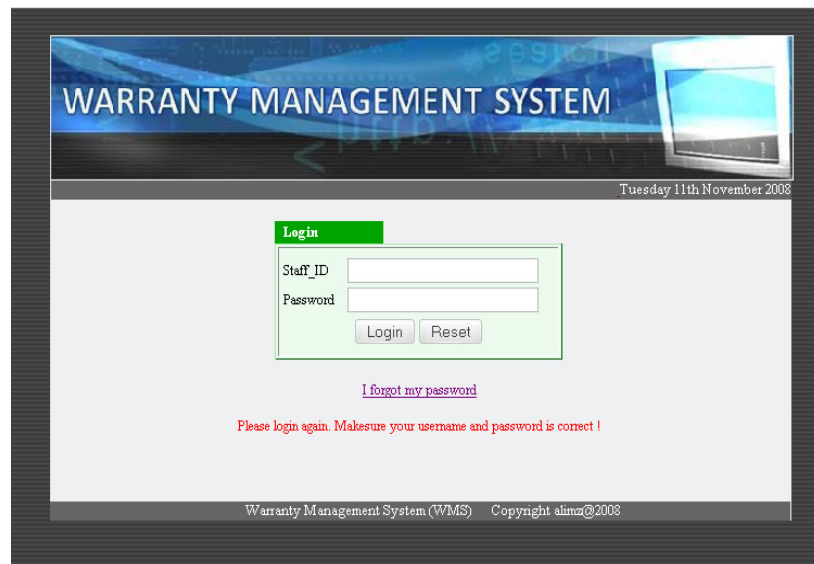 WARRANTY MANAGEMENT SYSTEM
Tuesday 11th November 2008
Login
Staff_ID
Password
Login Reset
I forgot my password
Please login again. Makesure your username and password is correct !
Warranty Management System (WMS) Copyright alimz@2008